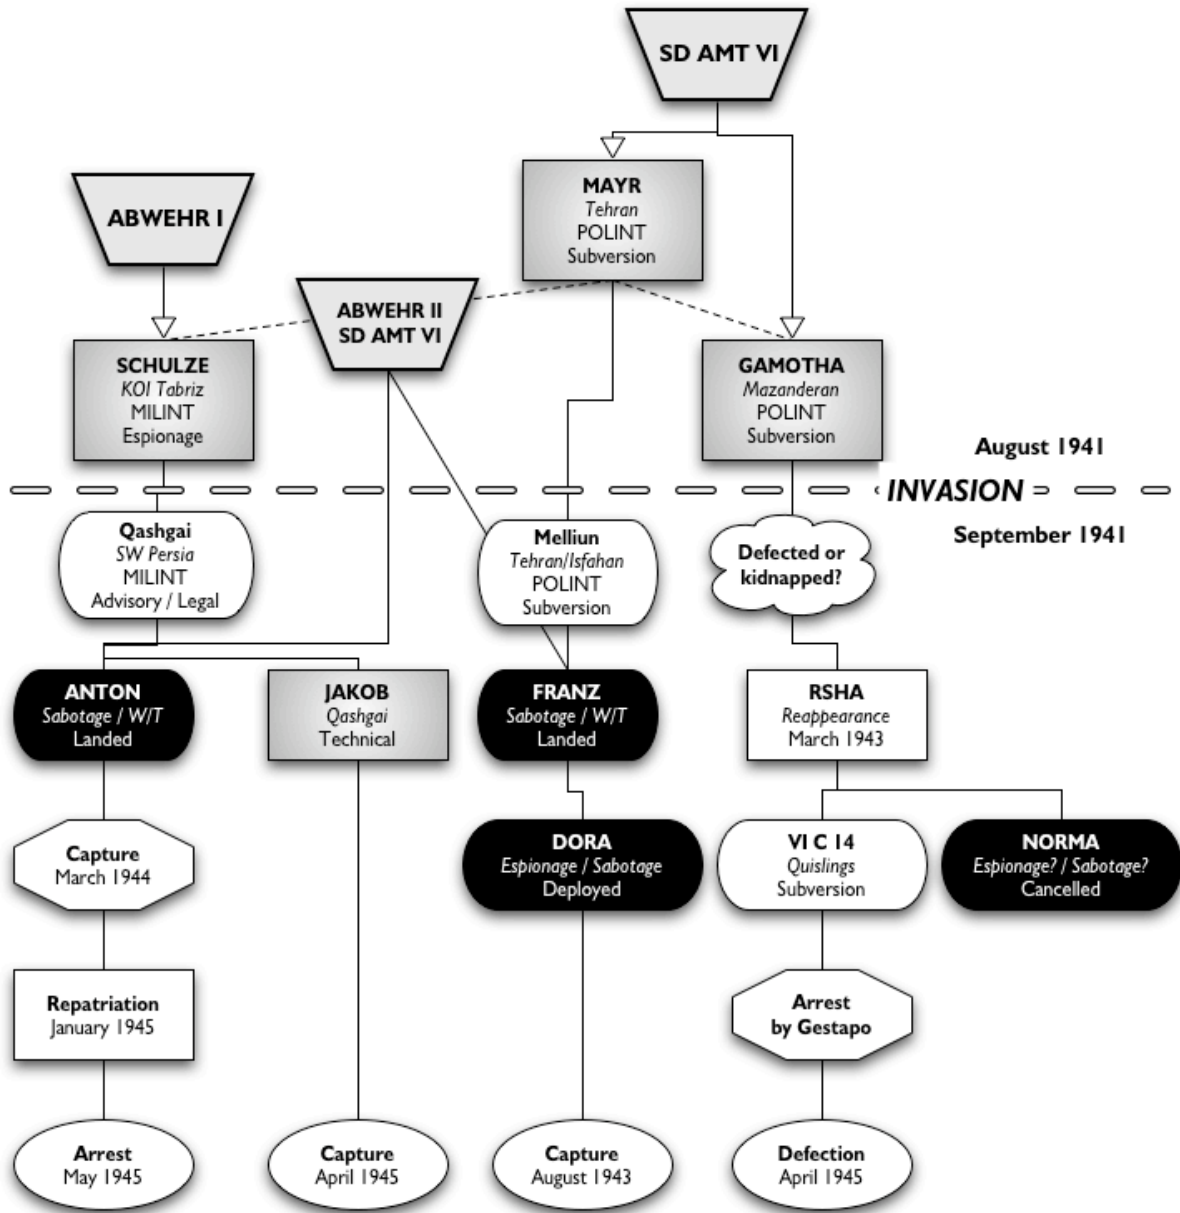 SD AMT VI
MAYR
Tehran
POLINT
Subversion
ABWEHR I
ABWEHR II
SD AMT VI
SCHULZE
KOI Tabriz
MILINT
Espionage
GAMOTHA
Mazanderan
POLINT
Subversion
August 1941
INVASION
September 1941
Qashgai
SW Persia
MILINT
Advisory / Legal
Melliun
Tehran/Isfahan
POLINT
Subversion
Defected or
kidnapped?
ANTON
Sabotage / W/T
Landed
JAKOB
Qashgai
Technical
FRANZ
Sabotage / W/T
Landed
RSHA
Reappearance
March 1943
Capture
March 1944
DORA
Espionage / Sabotage
Deployed
VI C 14
Quislings
Subversion
NORMA
Espionage? / Sabotage?
Cancelled
Repatriation
January 1945
Arrest
by Gestapo
Arrest
May 1945
Capture
April 1945
Capture
August 1943
Defection
April 1945